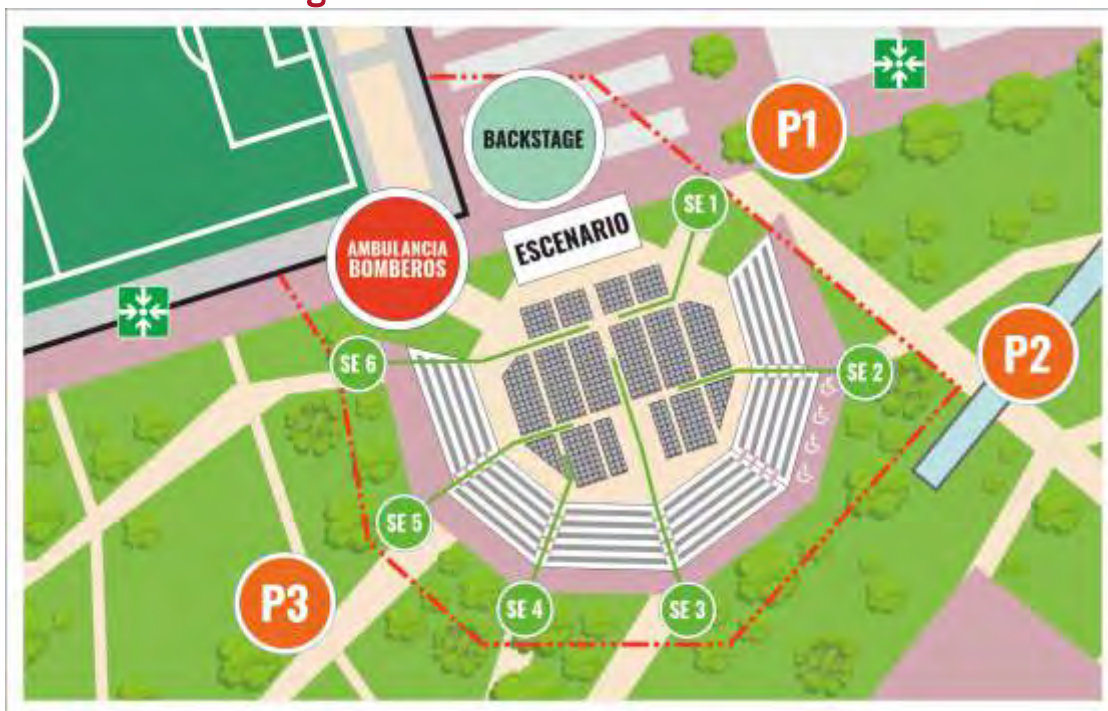 BACKSTAGE
P1
SE 1
ESCENARIO
AMBULANCIA
BOMBEROS
P2
SE 6
SE 2
SE 5
P3
SE 4
SE 3